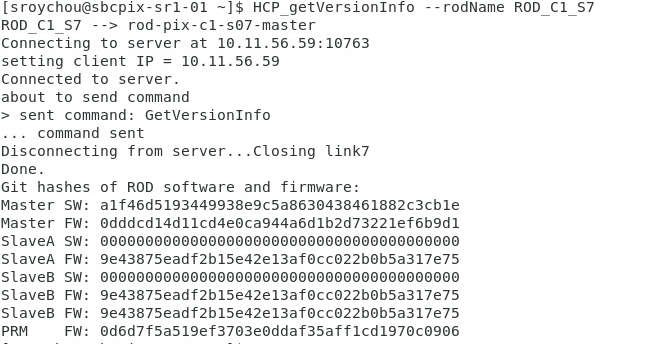 [sroychou@sbcpix-sr1-01 ~]$ HCP_getVersionInfo --rodName ROD_C1_S7
ROD_C1_S7 --> rod-pix-c1-s07-master
Connecting to server at 10.11.56.59:10763
setting client IP = 10.11.56.59
Connected to server.
about to send command
> sent command: GetVersionInfo
... command sent
Disconnecting from server...Closing link7
Done.
Git hashes of ROD software and firmware:
Master SW: a1f46d5193449938e9c5a8630438461882c3cb1e
Master FW: 0dddcd14d11cd4e0ca944a6d1b2d73221ef6b9d1
SlaveA SW: 0000000000000000000000000000000000000000
SlaveA FW: 9e43875eadf2b15e42e13af0cc022b0b5a317e75
SlaveB SW: 0000000000000000000000000000000000000000
SlaveB FW: 9e43875eadf2b15e42e13af0cc022b0b5a317e75
SlaveB FW: 9e43875eadf2b15e42e13af0cc022b0b5a317e75
PRM    FW: 0d6d7f5a519ef3703e0ddaf35aff1cd1970c0906